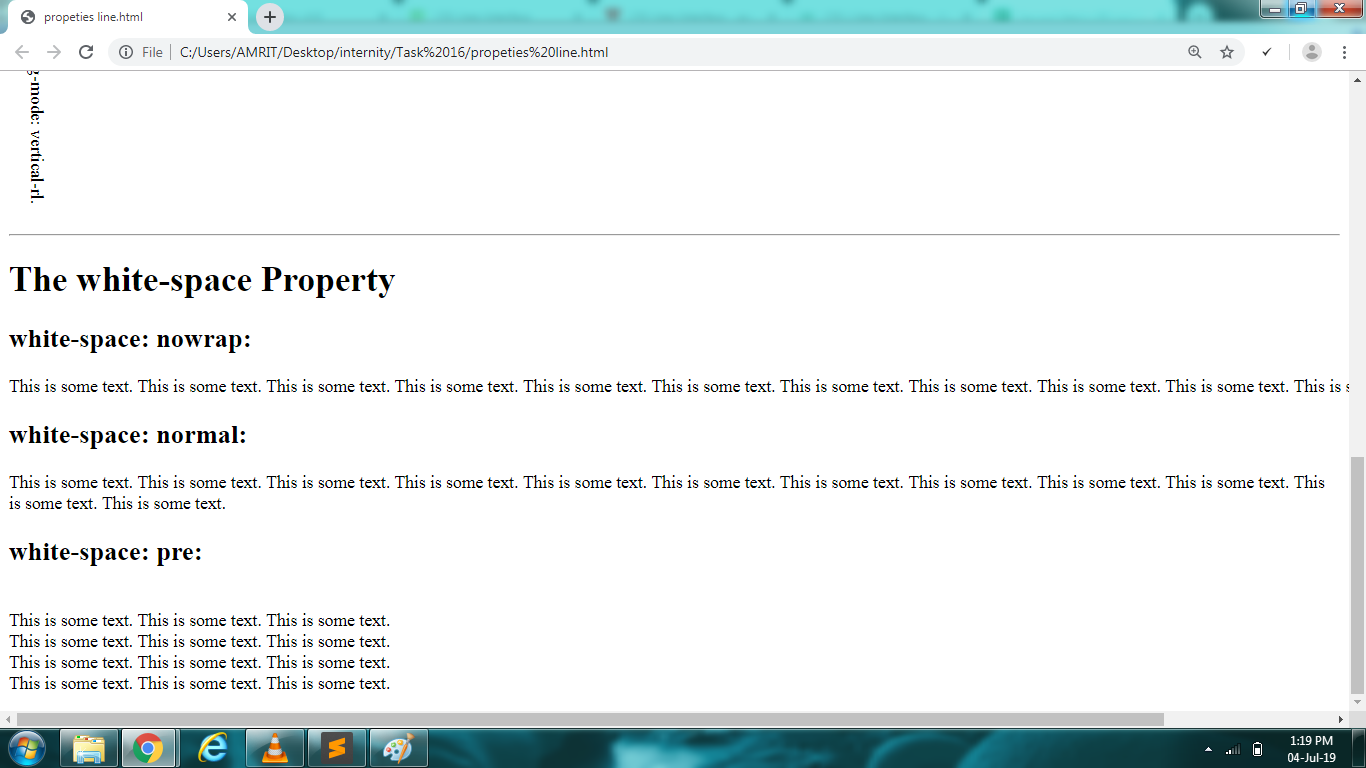 propeties line.html
File
C:/Users/AMRIT/Desktop/internity/Task%2016/propeties%20line.html
g-mode: vertical-rl.
The white-space Property
white-space: nowrap:
This is some text. This is some text. This is some text. This is some text. This is some text. This is some text. This is some text. This is some text. This is some text. This is some text. This is s
white-space: normal:
This is some text. This is some text. This is some text. This is some text. This is some text. This is some text. This is some text. This is some text. This is some text. This is some text. This
is some text. This is some text.
white-space: pre:
This is some text. This is some text. This is some text.
This is some text. This is some text. This is some text.
This is some text. This is some text. This is some text.
This is some text. This is some text. This is some text.
1:19 PM
04-Jul-19